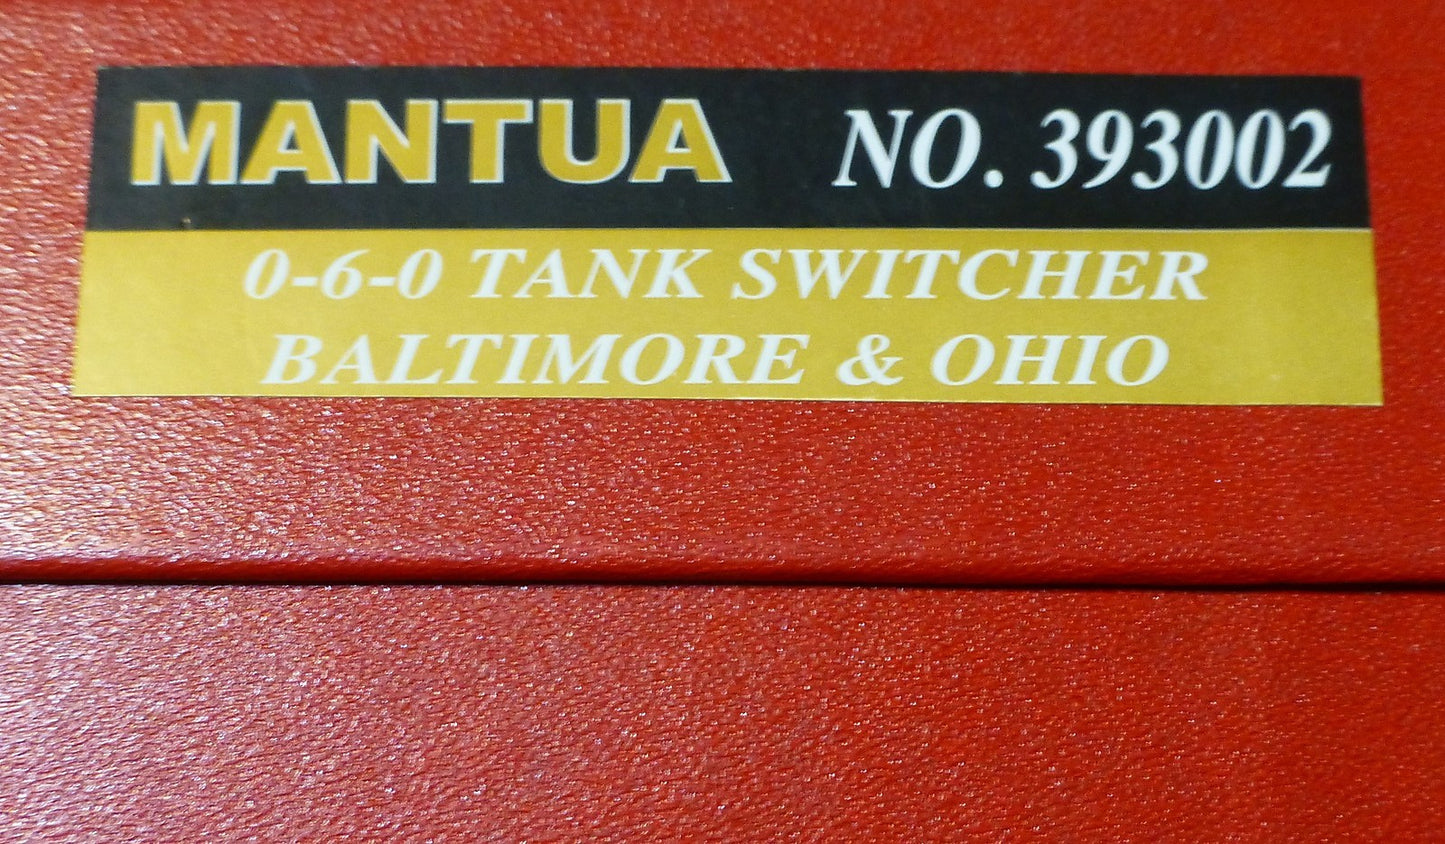 MANTUA NO. 393002
0-6-0 TANK SWITCHER
BALTIMORE & OHIO